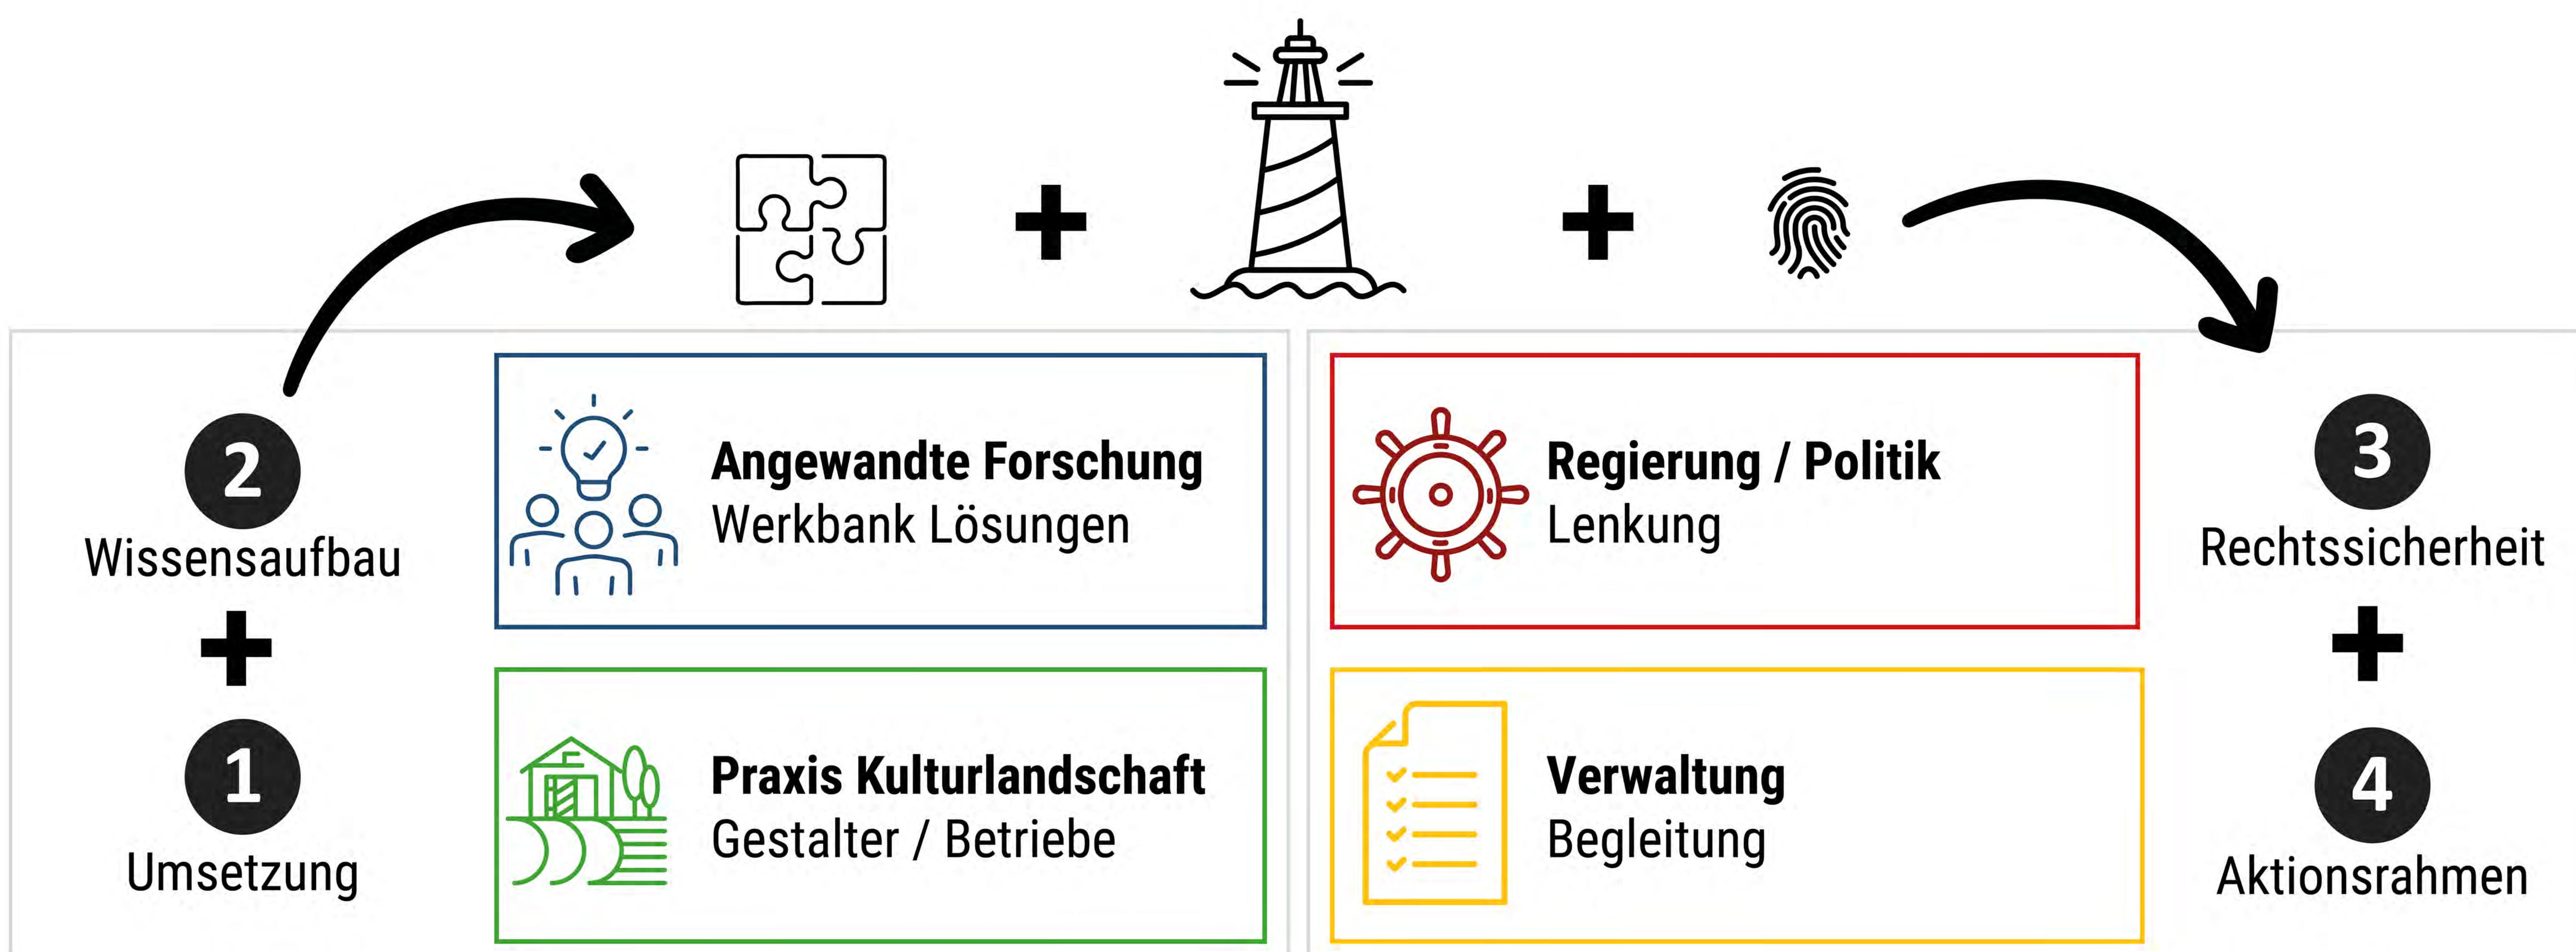 2
Wissensaufbau
1
Umsetzung
Angewandte Forschung
Werkbank Lösungen
Praxis Kulturlandschaft
Gestalter / Betriebe
Regierung / Politik
Lenkung
Verwaltung
Begleitung
3
Rechtssicherheit
4
Aktionsrahmen